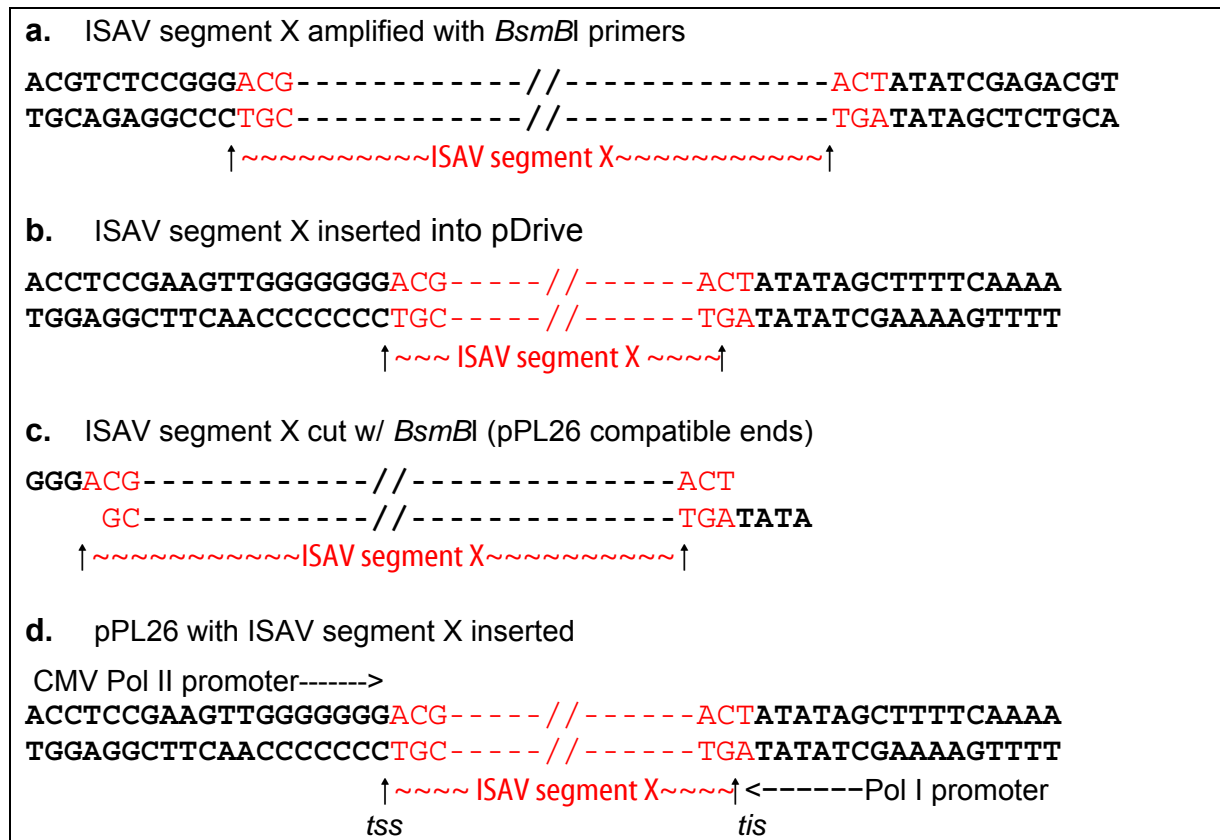 a. ISAV segment X amplified with BsmBI primers
ACGTCTCCGGGACG------------//--------------ACTATATCGAGACGT
TGCAGAGGCCCTGC------------//--------------TGATATAGCTCTGCA
↑~~~~~~~~~~ISAV segment X~~~~~~~~~~~↑
b. ISAV segment X inserted into pDrive
ACCTCCGAAGTTGGGGGGGACG-----//------ACTATATAGCTTTTCAAAA
TGGAGGCTTCAACCCCCCCTGC-----//------TGATATATCGAAAAGTTTT
↑~~~ ISAV segment X ~~~~↑
c. ISAV segment X cut w/ BsmBI (pPL26 compatible ends)
GGGACG------------//--------------ACT
GC------------//--------------TGATATA
↑~~~~~~~~~~~ISAV segment X~~~~~~~~~~↑
d. pPL26 with ISAV segment X inserted
CMV Pol II promoter------->
ACCTCCGAAGTTGGGGGGGACG-----//------ACTATATAGCTTTTCAAAA
TGGAGGCTTCAACCCCCCCTGC-----//------TGATATATCGAAAAGTTTT
↑~~~~ ISAV segment X~~~~↑<------Pol I promoter
tss tis